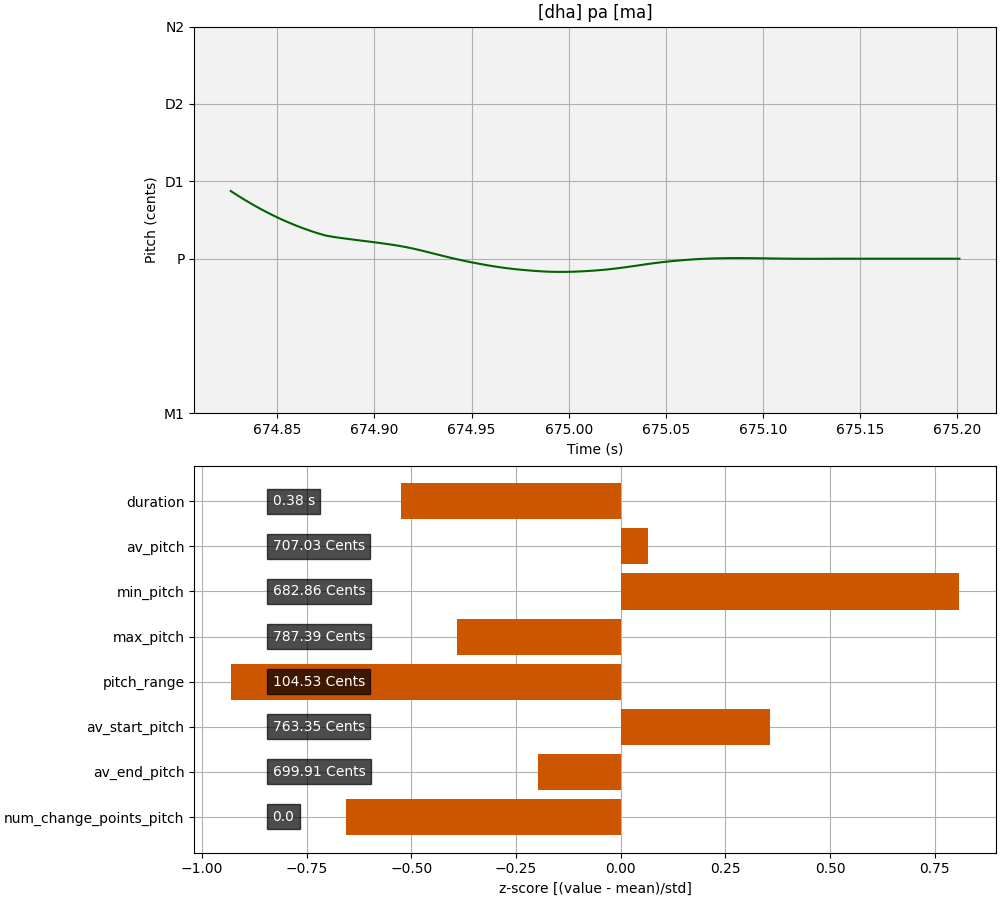 [dha] pa [ma]
N2
D2
D1
P
M1
Pitch (cents)
674.85 674.90 674.95 675.00 675.05 675.10 675.15 675.20
Time (s)
duration 0.38 s
av_pitch 707.03 Cents
min_pitch 682.86 Cents
max_pitch 787.39 Cents
pitch_range 104.53 Cents
av_start_pitch 763.35 Cents
av_end_pitch 699.91 Cents
num_change_points_pitch 0.0
−1.00 −0.75 −0.50 −0.25 0.00 0.25 0.50 0.75
z-score [(value - mean)/std]